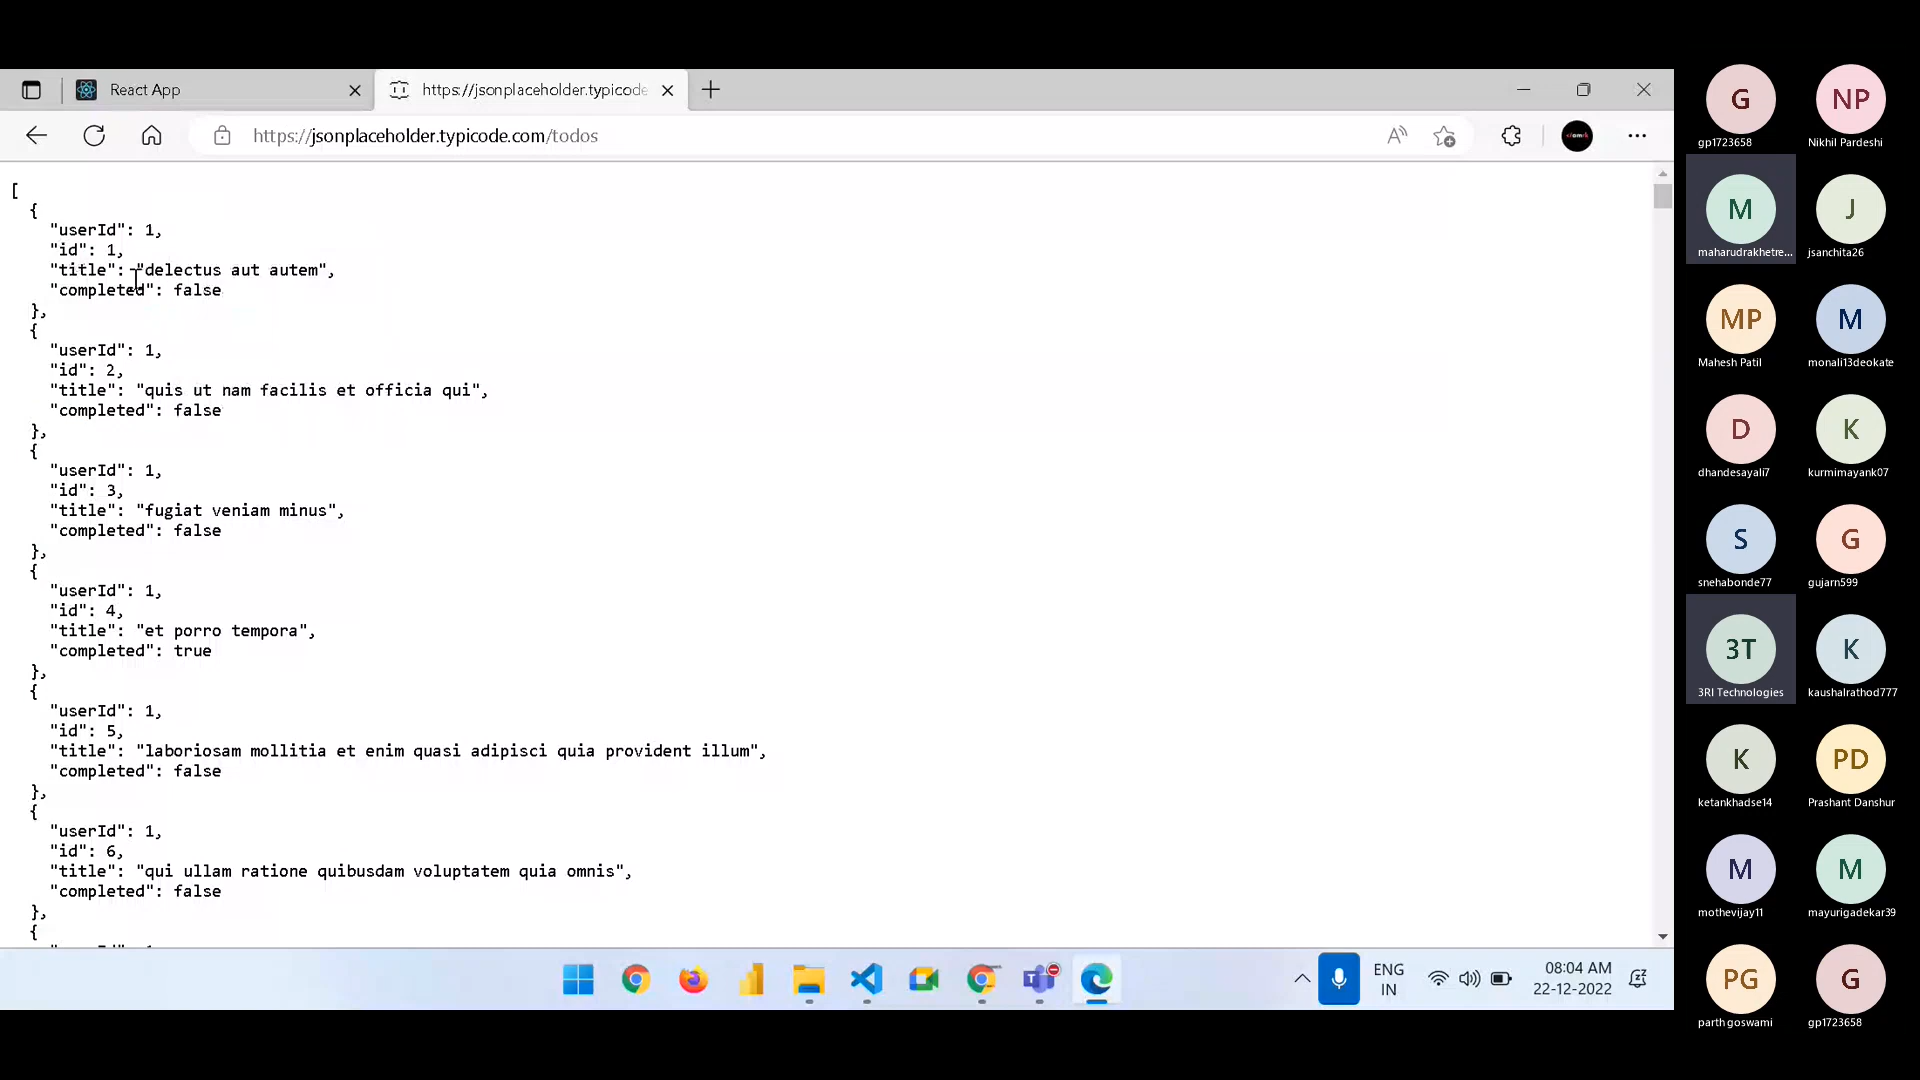 React App
https://jsonplaceholder.typicode
https://jsonplaceholder.typicode.com/todos
[
{
"userId": 1,
"id": 1,
"title": "delectus aut autem",
"completed": false
},
{
"userId": 1,
"id": 2,
"title": "quis ut nam facilis et officia qui",
"completed": false
},
{
"userId": 1,
"id": 3,
"title": "fugiat veniam minus",
"completed": false
},
{
"userId": 1,
"id": 4,
"title": "et porro tempora",
"completed": true
},
{
"userId": 1,
"id": 5,
"title": "laboriosam mollitia et enim quasi adipisci quia provident illum",
"completed": false
},
{
"userId": 1,
"id": 6,
"title": "qui ullam ratione quibusdam voluptatem quia omnis",
"completed": false
},
{
ENG
IN
08:04 AM
22-12-2022
G
gp1723658
NP
Nikhil Pardeshi
M
maharudrakhetre...
J
jsanchita26
MP
Mahesh Patil
M
monali13deokate
D
dhandesayali7
K
kurmimayank07
S
snehabonde77
G
gujarn599
3T
3RI Technologies
K
kaushalrathod777
K
ketankhadse14
PD
Prashant Danshur
M
mothevijay11
M
mayurigadekar39
PG
parth goswami
G
gp1723658